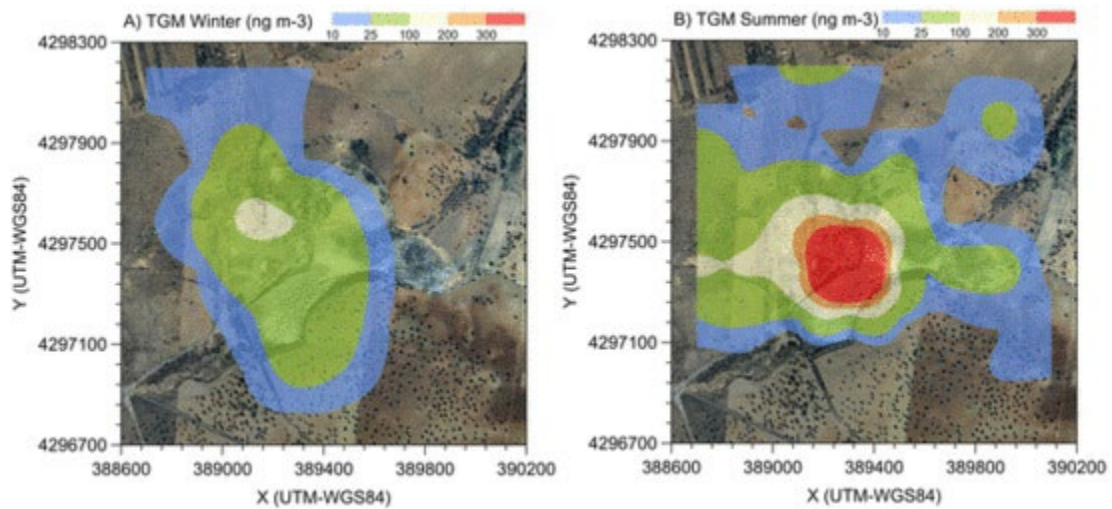 A) TGM Winter (ng m-3)
10 25 100 200 300
4298300
4297900
4297500
4297100
4296700
388600 389000 389400 389800 390200
X (UTM-WGS84)
Y (UTM-WGS84)
B) TGM Summer (ng m-3)
10 25 100 200 300
4298300
4297900
4297500
4297100
4296700
388600 389000 389400 389800 390200
X (UTM-WGS84)
Y (UTM-WGS84)